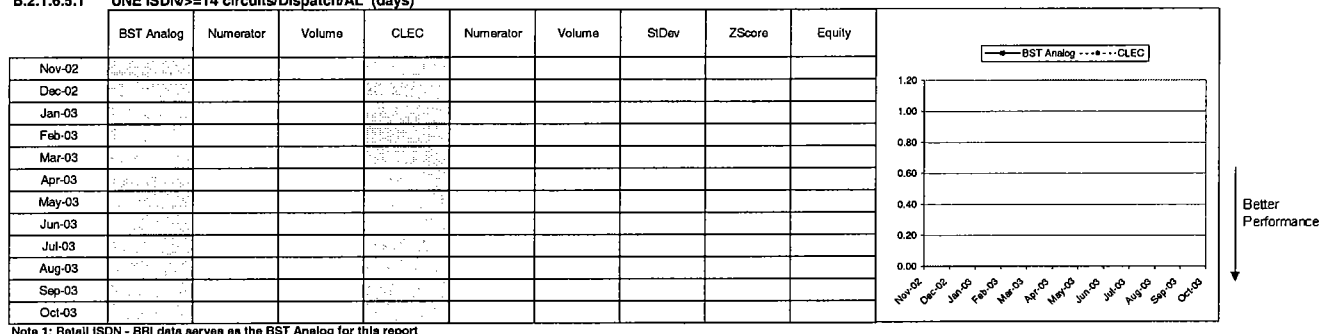 B.2.1.6.5.1 UNE ISDN/>=14 circuits/Dispatch/AL (days)
BST Analog Numerator Volume CLEC Numerator Volume StDev ZScore Equity
Nov-02
Dec-02
Jan-03
Feb-03
Mar-03
Apr-03
May-03
Jun-03
Jul-03
Aug-03
Sep-03
Oct-03
BST Analog CLEC
1.20
1.00
0.80
0.60
0.40
0.20
0.00
Nov-02 Dec-02 Jan-03 Feb-03 Mar-03 Apr-03 May-03 Jun-03 Jul-03 Aug-03 Sep-03 Oct-03
Better
Performance
Note 1: Retail ISDN - BRI data serves as the BST Analog for this report